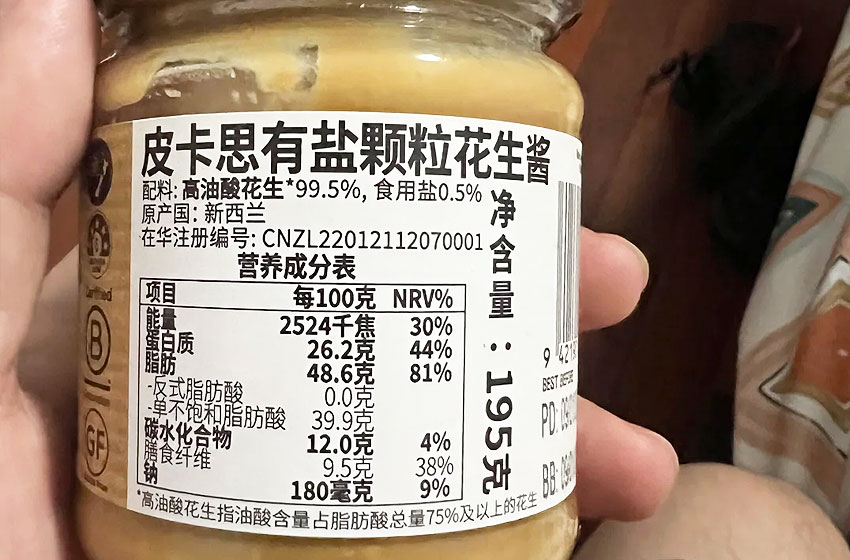 皮卡思有盐颗粒花生酱
配料: 高油酸花生*99.5%, 食用盐0.5%
原产国: 新西兰
在华注册编号: CNZL22012112070001
净含量：195克
营养成分表
项目 每100克 NRV%
能量 2524千焦 30%
蛋白质 26.2克 44%
脂肪 48.6克 81%
-反式脂肪酸 0.0克
-单不饱和脂肪酸 39.9克
碳水化合物 12.0克 4%
膳食纤维 9.5克 38%
钠 180毫克 9%
*高油酸花生指油酸含量占脂肪酸总量75%及以上的花生
Certified
B
GF
BEST BEFORE
PD:
BB: